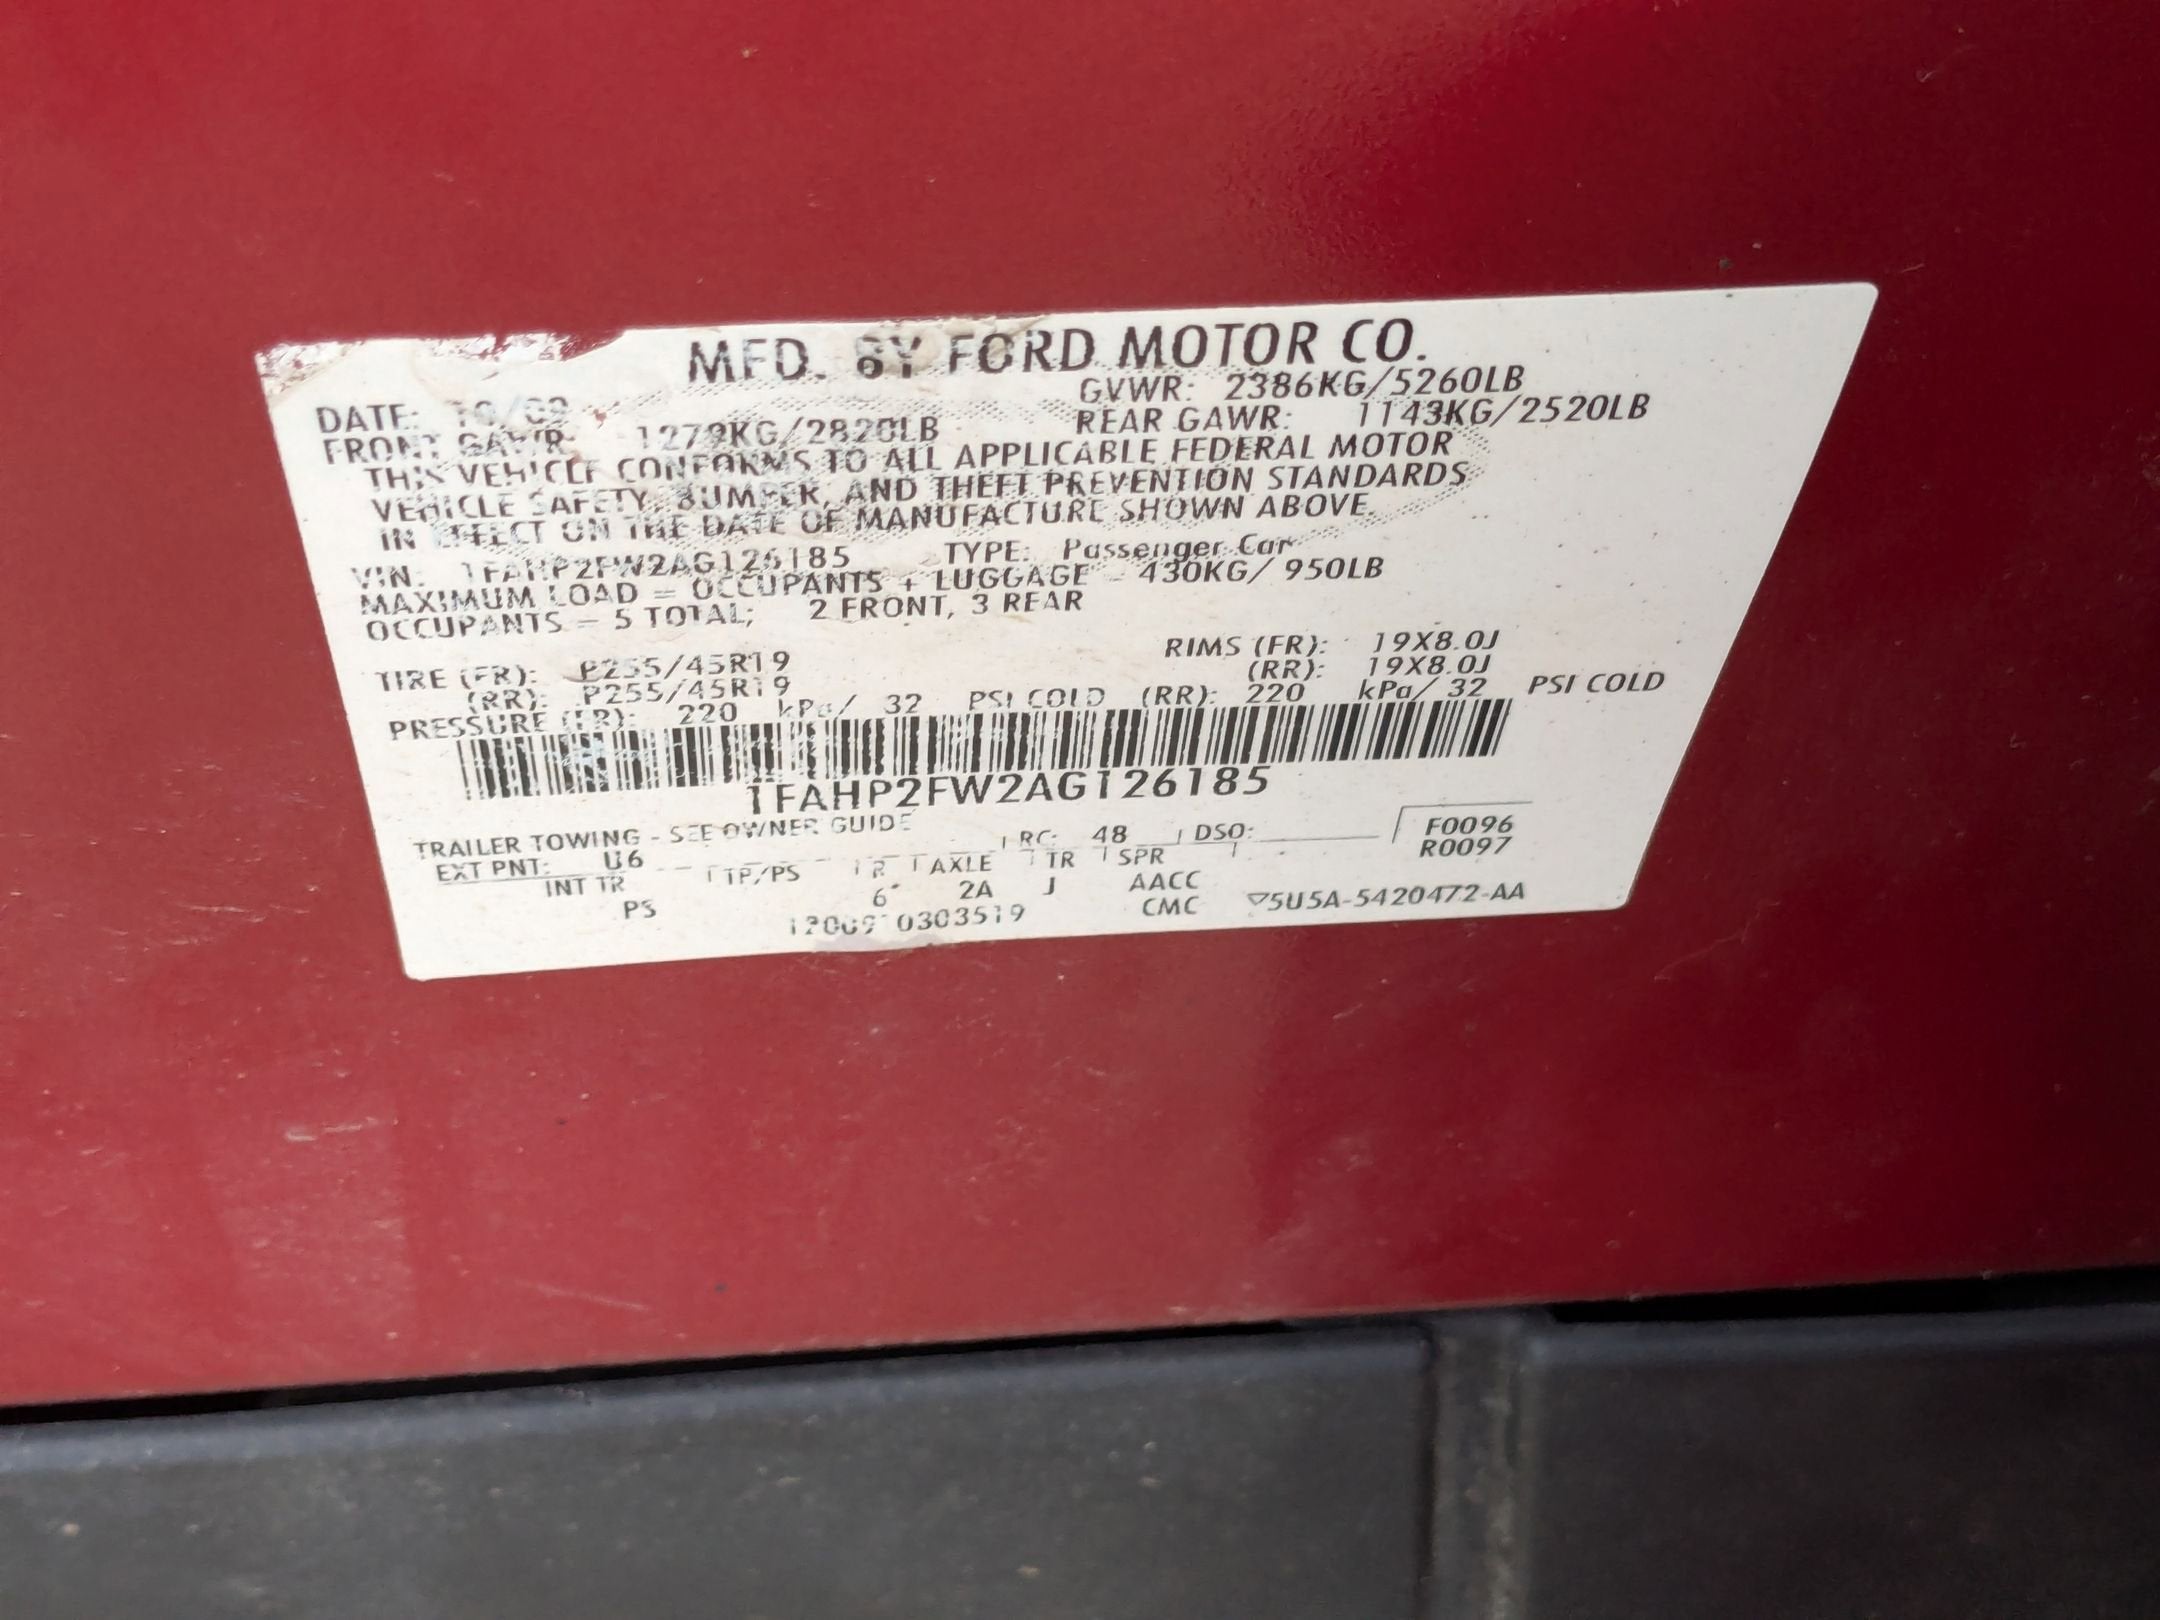 MFD. BY FORD MOTOR CO.
DATE: 10/09 GVWR: 2386KG/5260LB
FRONT GAWR: 1279KG/2820LB REAR GAWR: 1143KG/2520LB
THIS VEHICLE CONFORMS TO ALL APPLICABLE FEDERAL MOTOR
VEHICLE SAFETY, BUMPER, AND THEFT PREVENTION STANDARDS
IN EFFECT ON THE DATE OF MANUFACTURE SHOWN ABOVE.
VIN: 1FAHP2FW2AG126185 TYPE: Passenger Car
MAXIMUM LOAD = OCCUPANTS + LUGGAGE = 430KG/ 950LB
OCCUPANTS = 5 TOTAL; 2 FRONT, 3 REAR
TIRE (FR): P255/45R19 RIMS (FR): 19X8.0J
(RR): P255/45R19 (RR): 19X8.0J
PRESSURE (FR): 220 kPa/ 32 PSI COLD (RR): 220 kPa/ 32 PSI COLD
1FAHP2FW2AG126185
TRAILER TOWING - SEE OWNER GUIDE
EXT PNT: U6 RC: 48 DSO: F0096
INT TR TP/PS R AXLE TR SPR R0097
PS 6 2A J AACC
CMC 5U5A-5420472-AA